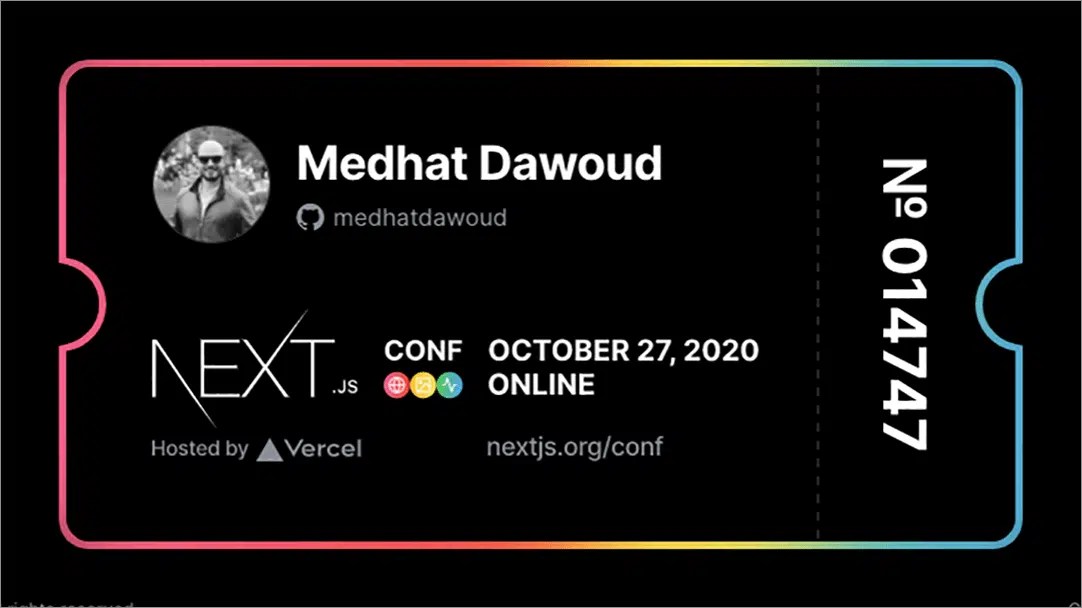 Medhat Dawoud
medhatdawoud
NEXT.JS
CONF
OCTOBER 27, 2020
ONLINE
Hosted by Vercel
nextjs.org/conf
№ 014747